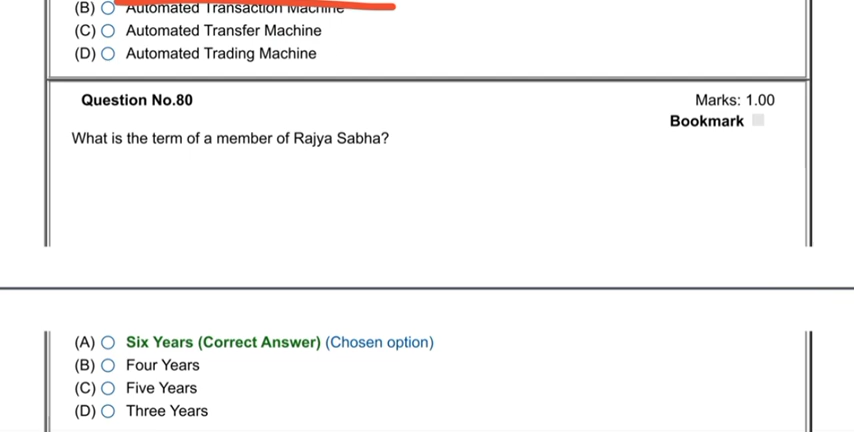 (B) Automated Transaction Machine
(C) Automated Transfer Machine
(D) Automated Trading Machine
Question No.80 Marks: 1.00
Bookmark
What is the term of a member of Rajya Sabha?
(A) Six Years (Correct Answer) (Chosen option)
(B) Four Years
(C) Five Years
(D) Three Years